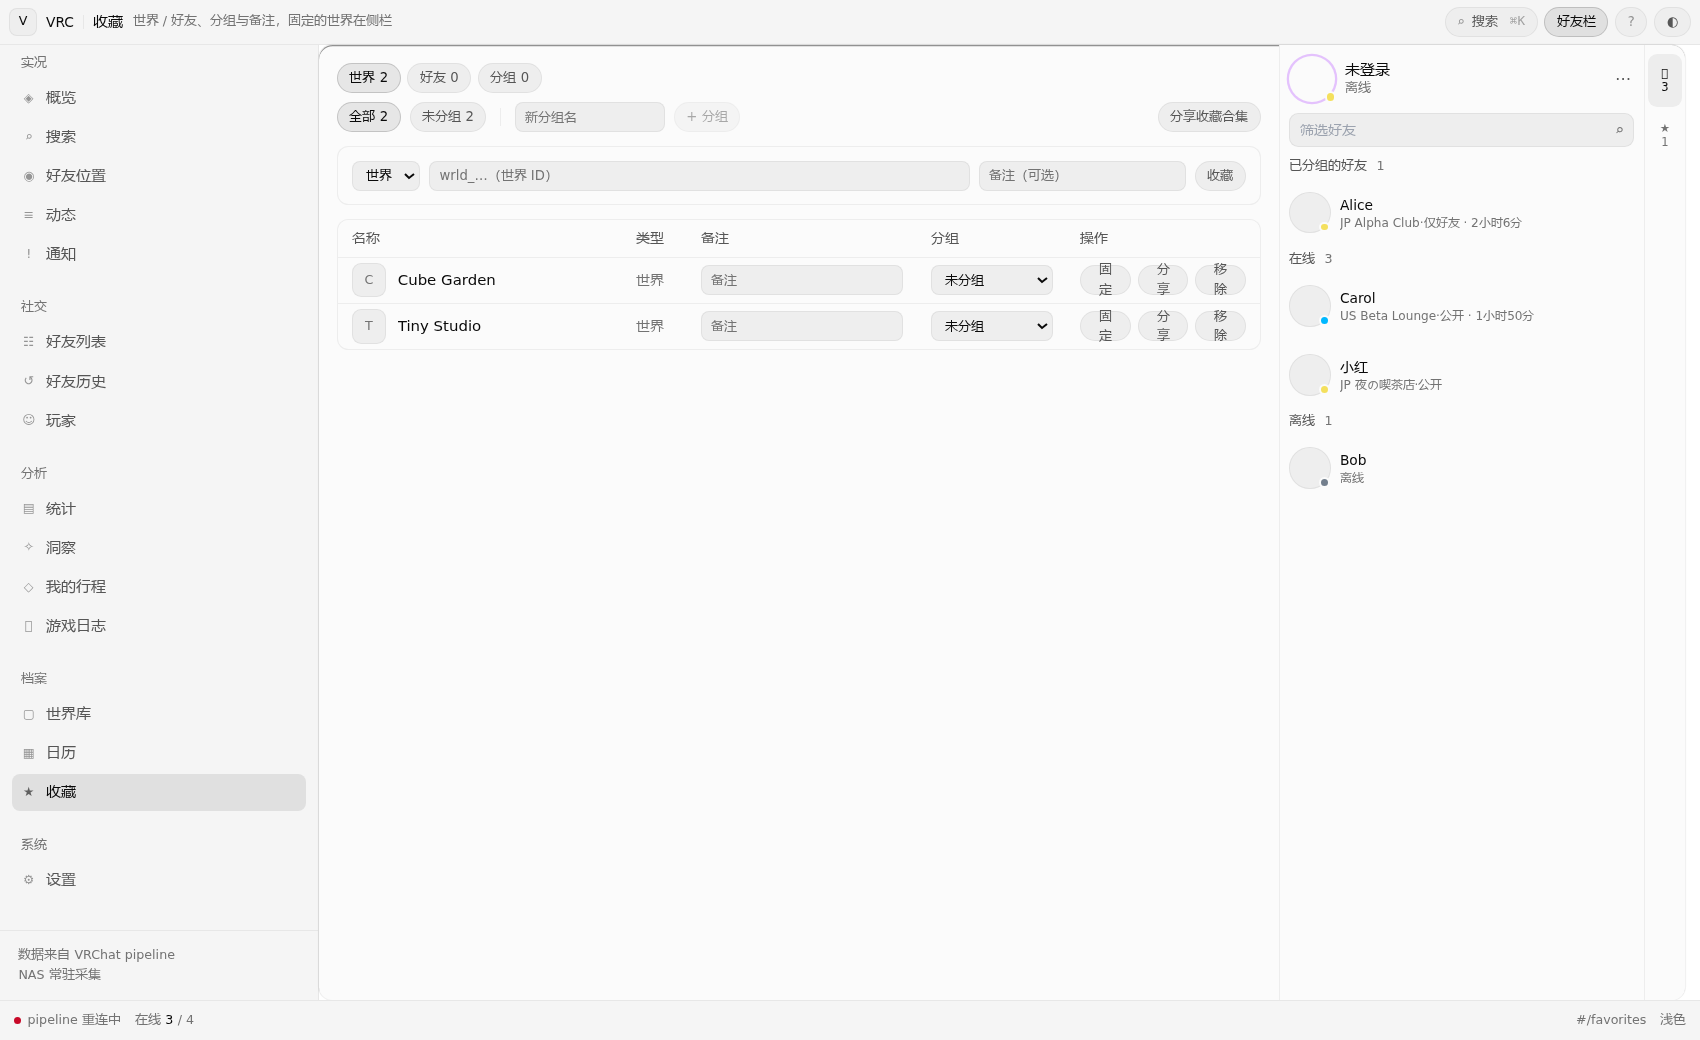 V VRC 收藏 世界 / 好友、分组与备注，固定的世界在侧栏
搜索 ⌘K 好友栏 ?
实况
概览
搜索
好友位置
动态
通知
社交
好友列表
好友历史
玩家
分析
统计
洞察
我的行程
游戏日志
档案
世界库
日历
收藏
系统
设置
数据来自 VRChat pipeline
NAS 常驻采集
世界 2 好友 0 分组 0
全部 2 未分组 2 新分组名 + 分组 分享收藏合集
世界 wrld_…（世界 ID） 备注（可选） 收藏
名称 类型 备注 分组 操作
C Cube Garden 世界 备注 未分组 固定 分享 移除
T Tiny Studio 世界 备注 未分组 固定 分享 移除
未登录 …
离线
筛选好友
已分组的好友 1
Alice
JP Alpha Club·仅好友 · 2小时6分
在线 3
Carol
US Beta Lounge·公开 · 1小时50分
小红
JP 夜の喫茶店·公开
离线 1
Bob
离线
3
★
1
pipeline 重连中 在线 3 / 4
#/favorites 浅色